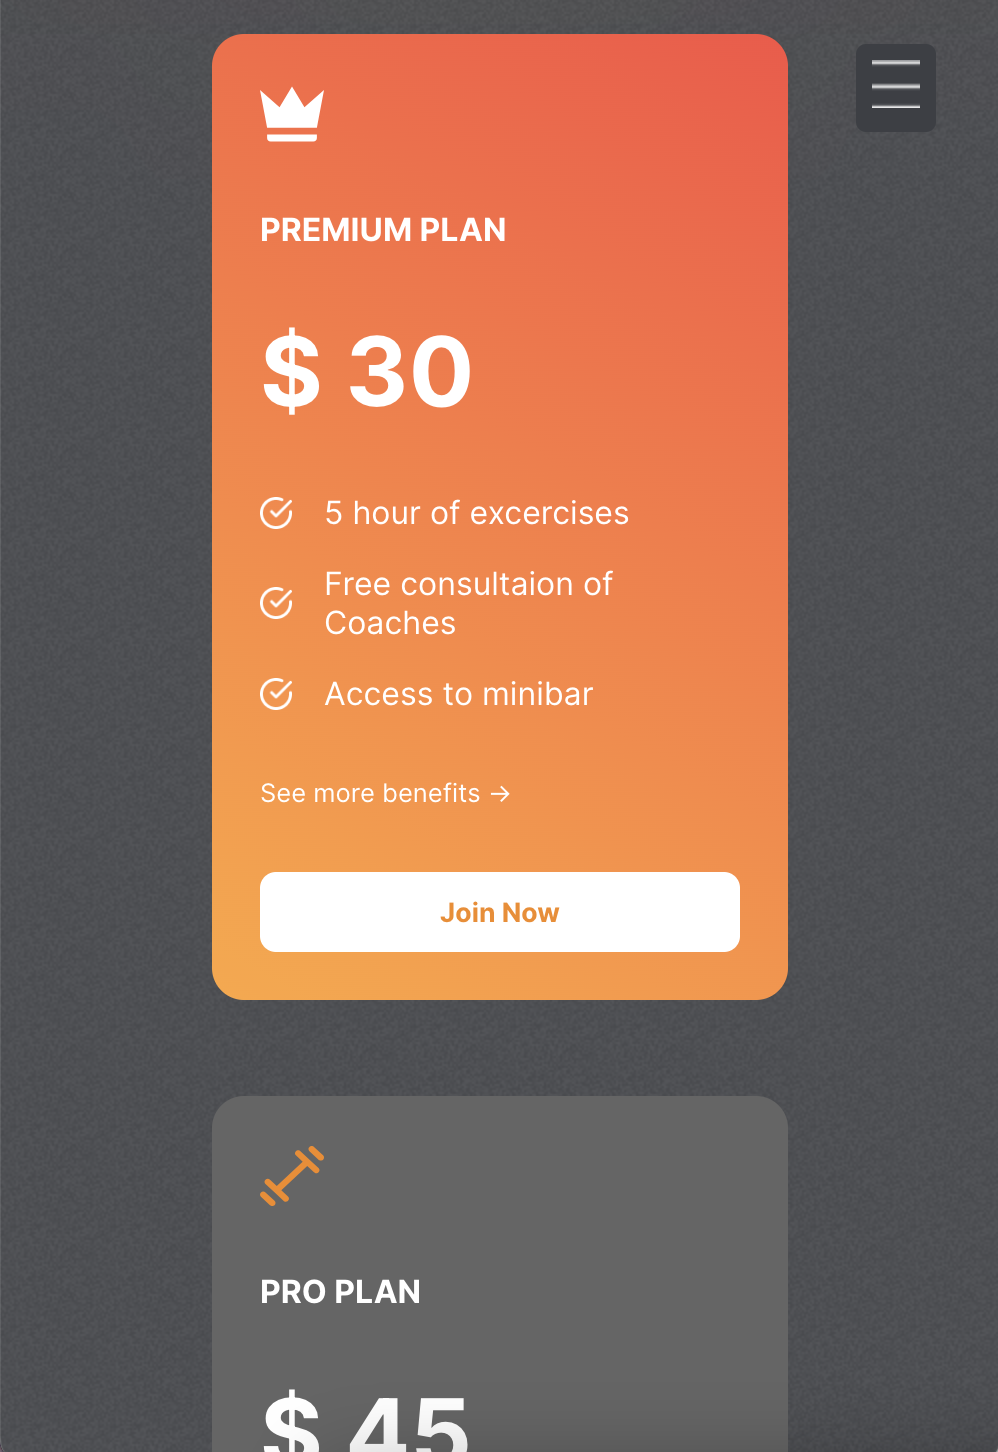 PREMIUM PLAN
$ 30
5 hour of excercises
Free consultaion of
Coaches
Access to minibar
See more benefits →
Join Now
PRO PLAN
$ 45